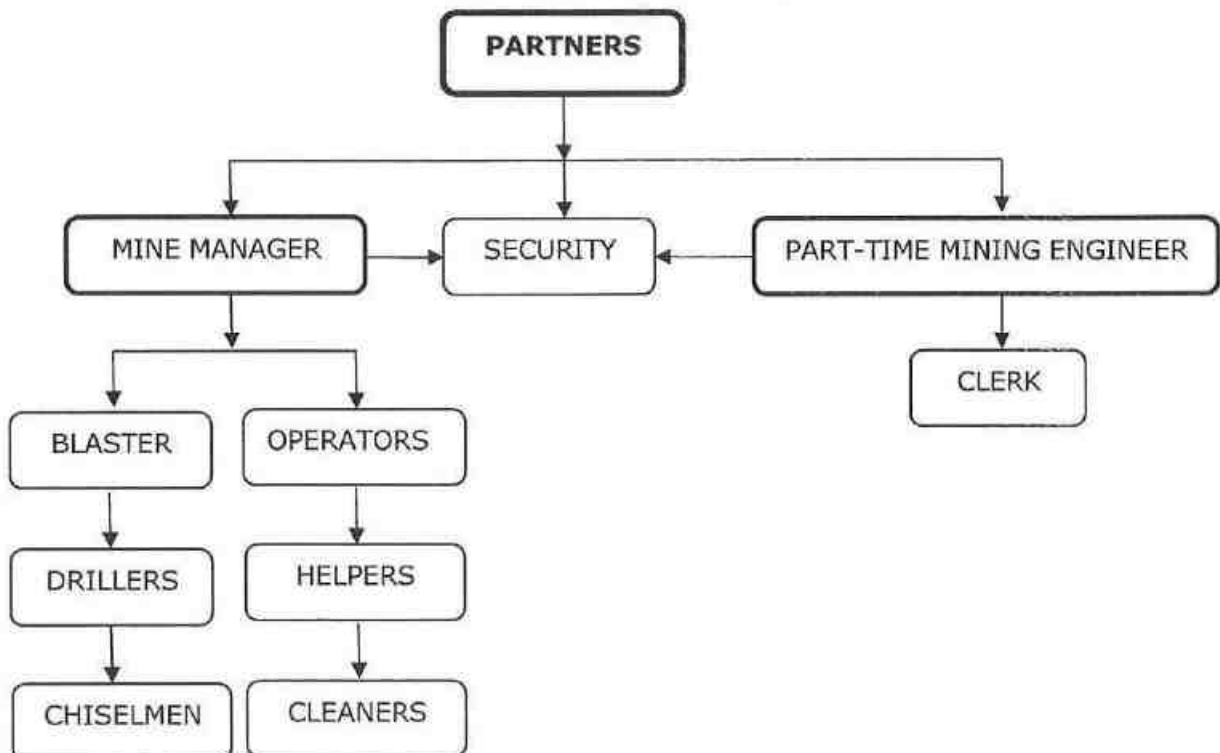 PARTNERS
MINE MANAGER
SECURITY
PART-TIME MINING ENGINEER
CLERK
BLASTER
OPERATORS
DRILLERS
HELPERS
CHISELMEN
CLEANERS